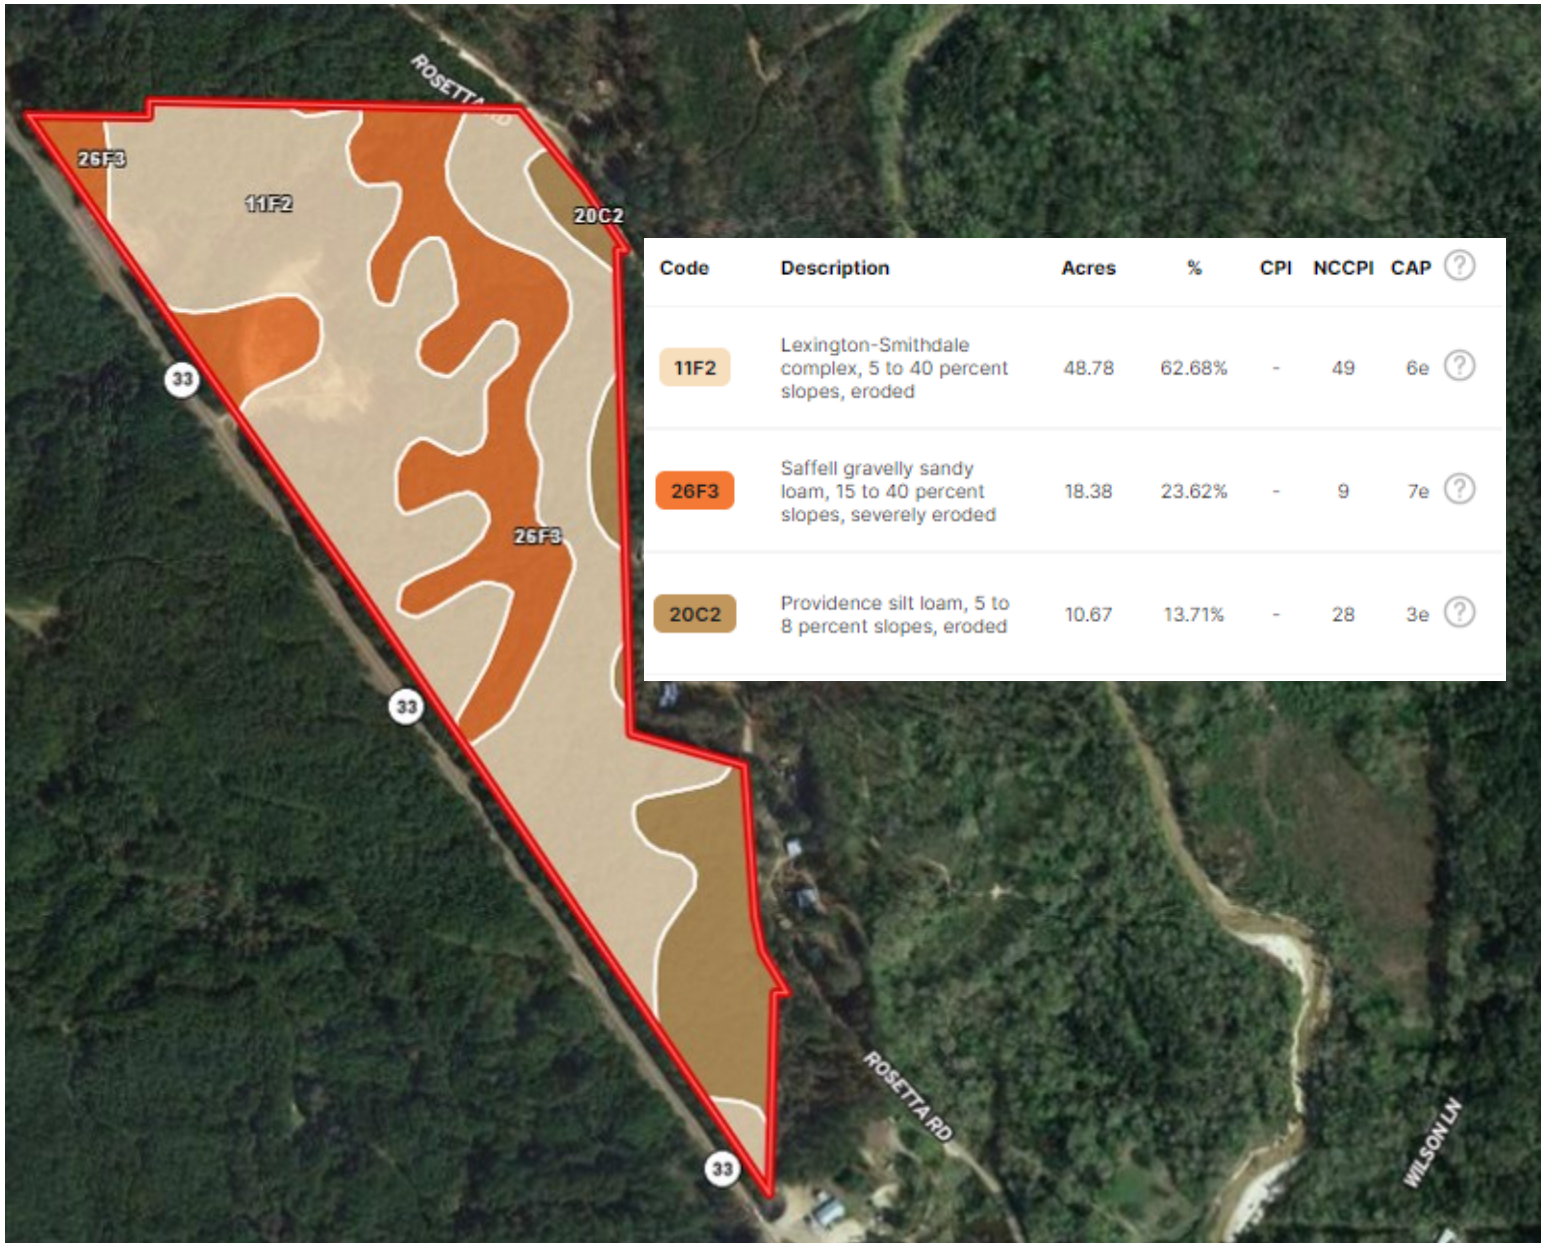 ROSETTA RD
26F3
11F2
20C2
33
26F3
33
33
ROSETTA RD
WILSON LN
Code Description Acres % CPI NCCPI CAP ?
11F2
Lexington-Smithdale
complex, 5 to 40 percent
slopes, eroded
48.78 62.68% - 49 6e ?
26F3
Saffell gravelly sandy
loam, 15 to 40 percent
slopes, severely eroded
18.38 23.62% - 9 7e ?
20C2
Providence silt loam, 5 to
8 percent slopes, eroded
10.67 13.71% - 28 3e ?